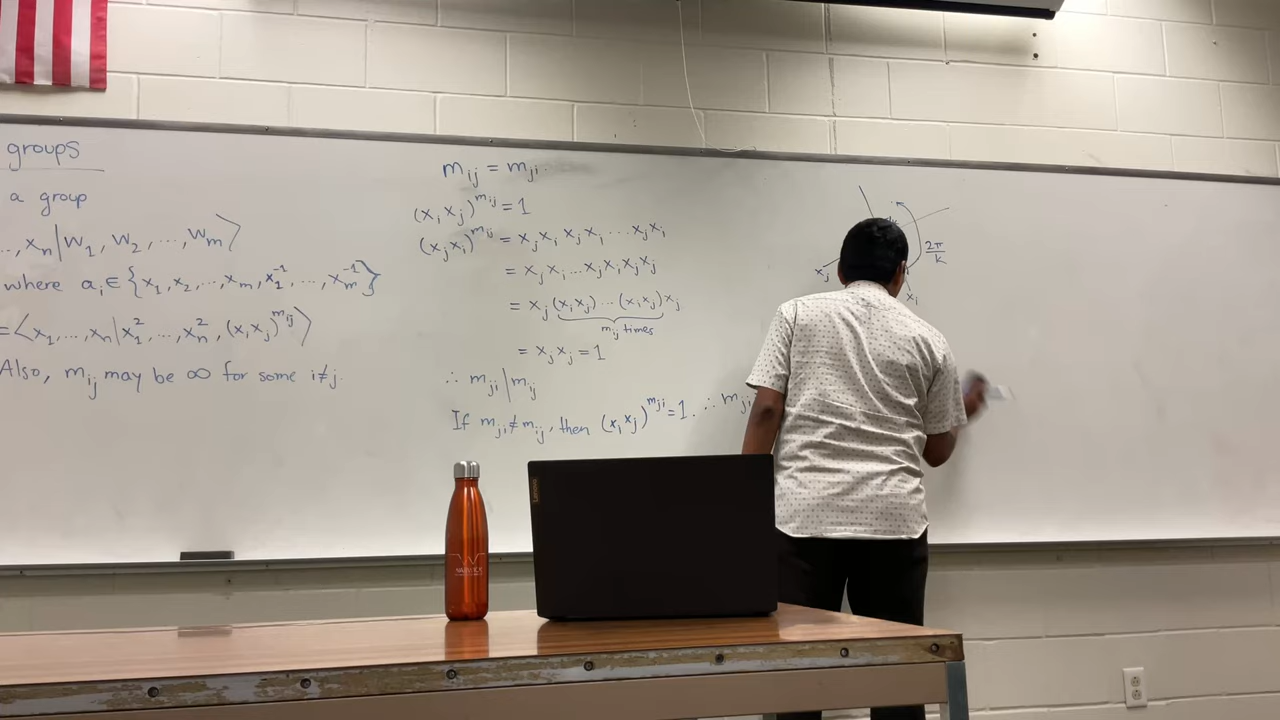 groups
a group
..., xₙ | W₁, W₂, ..., Wₘ⟩
where aᵢ ∈ {x₁, x₂, ..., xₘ, x₁⁻¹, ..., xₘ⁻¹}
= ⟨x₁, ..., xₙ | x₁², ..., xₙ², (xᵢxⱼ)^mᵢⱼ⟩
Also, mᵢⱼ may be ∞ for some i≠j.
mᵢⱼ = mⱼᵢ.
(xᵢxⱼ)^mᵢⱼ = 1
(xⱼxᵢ)^mᵢⱼ = xⱼxᵢxⱼxᵢ...xⱼxᵢ
= xⱼxᵢ...xⱼxᵢxⱼxⱼ
= xⱼ(xᵢxⱼ)...(xᵢxⱼ)xⱼ
mᵢⱼ times
= xⱼxⱼ = 1
∴ mⱼᵢ | mᵢⱼ
If mⱼᵢ ≠ mᵢⱼ, then (xᵢxⱼ)^mⱼᵢ = 1. ∴ mⱼᵢ
2π/k
xⱼ
xᵢ
Lenovo
WARWICK